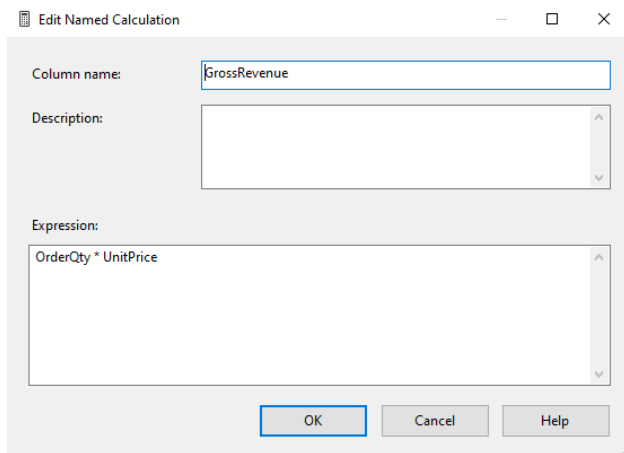 Edit Named Calculation
Column name:
GrossRevenue
Description:
Expression:
OrderQty * UnitPrice
OK
Cancel
Help